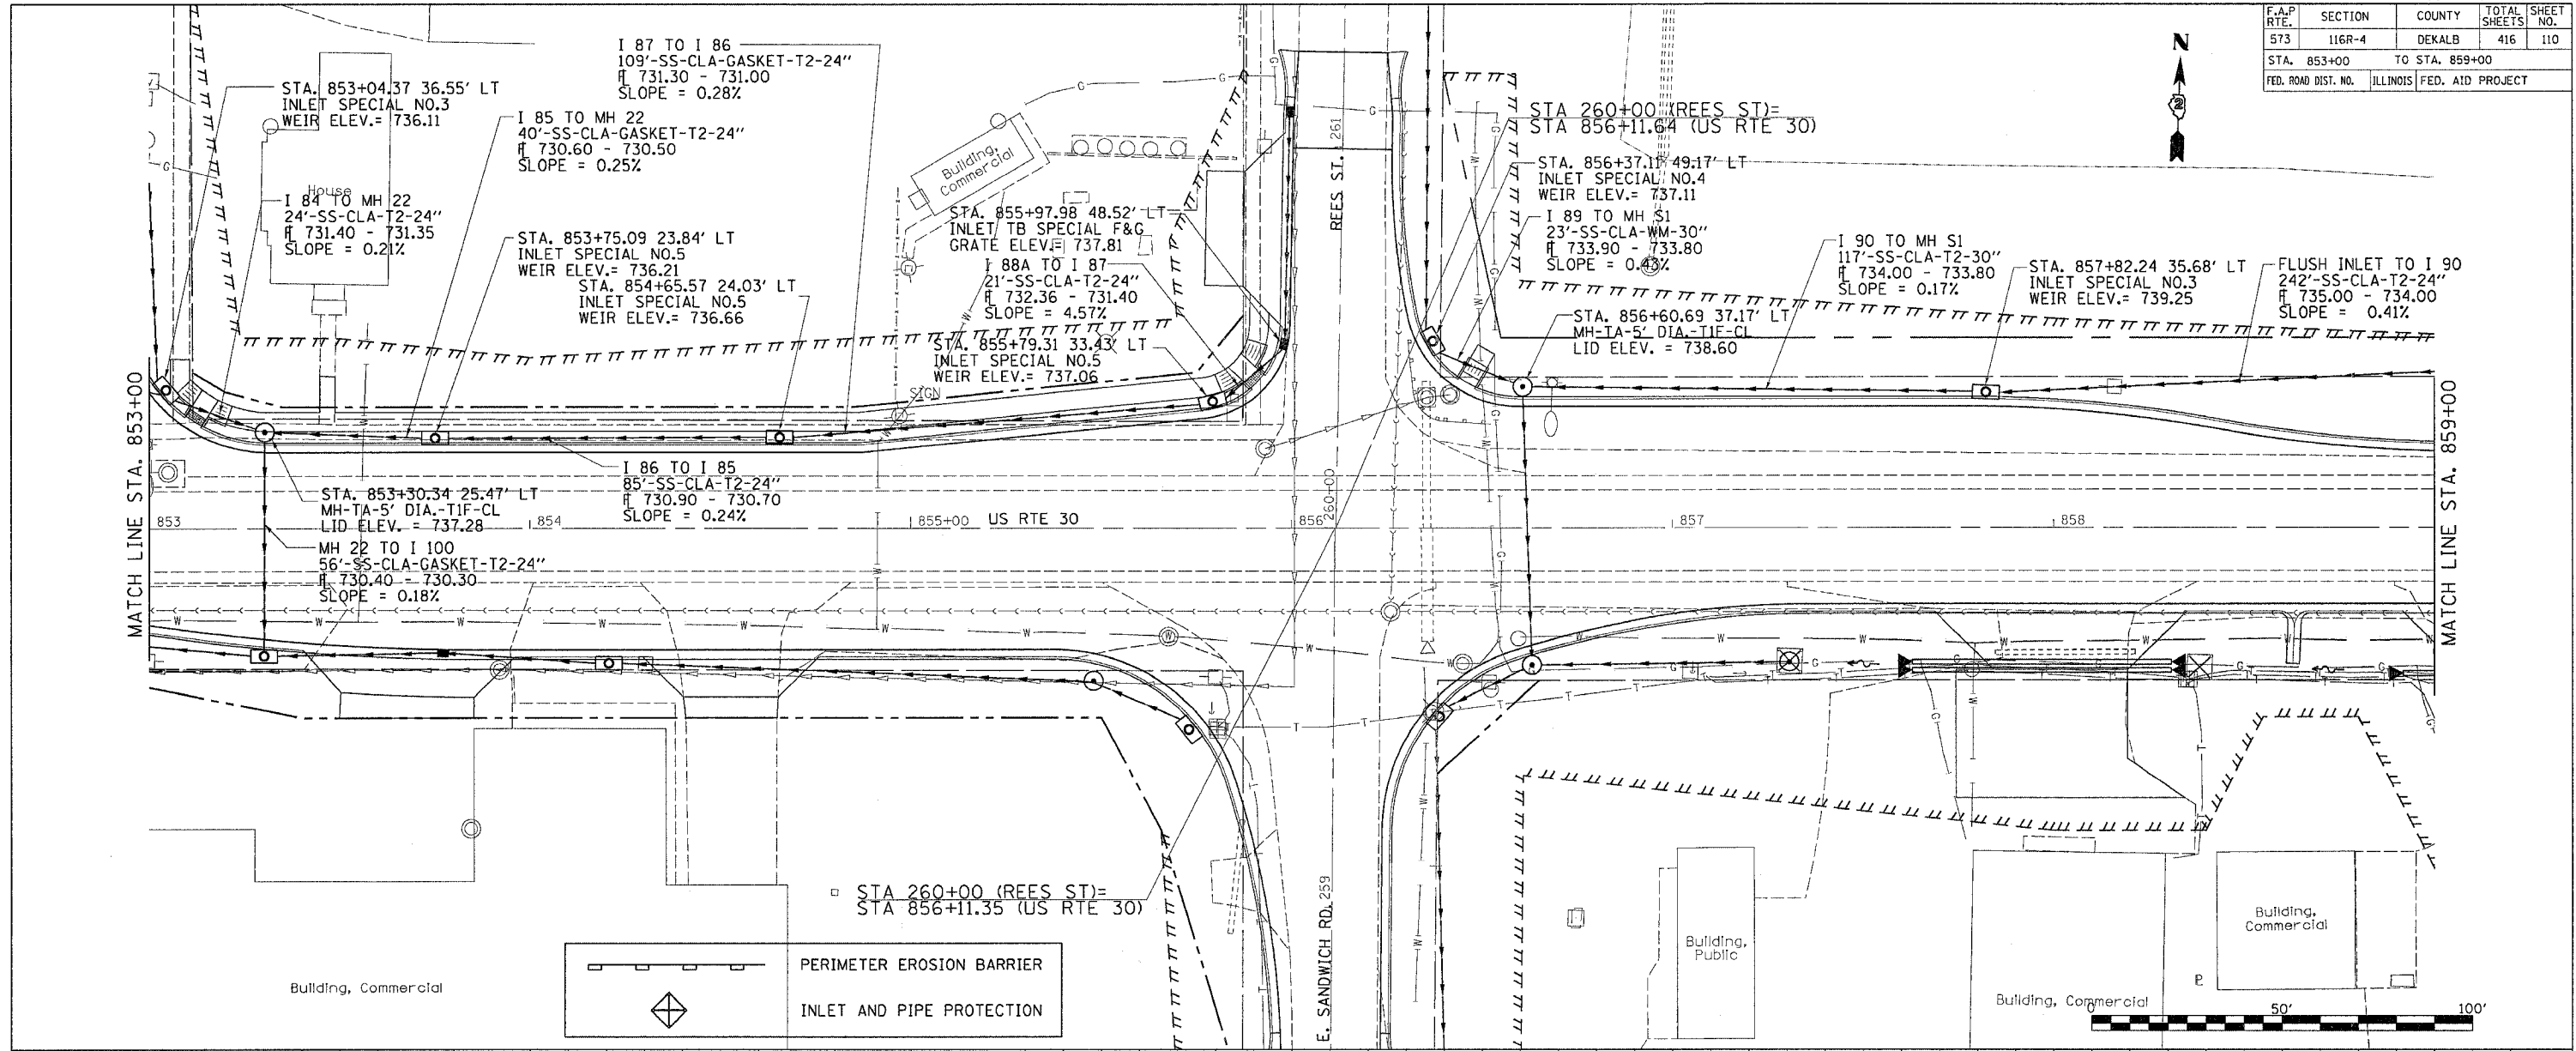 F.A.P. RTE. SECTION COUNTY TOTAL SHEETS SHEET NO.
573 116R-4 DEKALB 416 110
STA. 853+00 TO STA. 859+00
FED. ROAD DIST. NO. ILLINOIS FED. AID PROJECT
N
2
STA. 853+04.37 36.55' LT
INLET SPECIAL NO.3
WEIR ELEV.= 736.11
I 87 TO I 86
109'-SS-CLA-GASKET-T2-24"
FL 731.30 - 731.00
SLOPE = 0.28%
I 85 TO MH 22
40'-SS-CLA-GASKET-T2-24"
FL 730.60 - 730.50
SLOPE = 0.25%
House
I 84 TO MH 22
24'-SS-CLA-T2-24"
FL 731.40 - 731.35
SLOPE = 0.21%
STA. 853+75.09 23.84' LT
INLET SPECIAL NO.5
WEIR ELEV.= 736.21
STA. 854+65.57 24.03' LT
INLET SPECIAL NO.5
WEIR ELEV.= 736.66
Building,
Commercial
STA. 855+97.98 48.52' LT
INLET TB SPECIAL F&G
GRATE ELEV.= 737.81
I 88A TO I 87
21'-SS-CLA-T2-24"
FL 732.36 - 731.40
SLOPE = 4.57%
STA. 855+79.31 33.43' LT
INLET SPECIAL NO.5
WEIR ELEV.= 737.06
SIGN
REES ST.
261
STA 260+00 (REES ST)=
STA 856+11.64 (US RTE 30)
STA. 856+37.11 49.17' LT
INLET SPECIAL NO.4
WEIR ELEV.= 737.11
I 89 TO MH S1
23'-SS-CLA-WM-30"
FL 733.90 - 733.80
SLOPE = 0.43%
STA. 856+60.69 37.17' LT
MH-TA-5' DIA.-T1F-CL
LID ELEV. = 738.60
I 90 TO MH S1
117'-SS-CLA-T2-30"
FL 734.00 - 733.80
SLOPE = 0.17%
STA. 857+82.24 35.68' LT
INLET SPECIAL NO.3
WEIR ELEV.= 739.25
FLUSH INLET TO I 90
242'-SS-CLA-T2-24"
FL 735.00 - 734.00
SLOPE = 0.41%
MATCH LINE STA. 853+00
MATCH LINE STA. 859+00
I 86 TO I 85
85'-SS-CLA-T2-24"
FL 730.90 - 730.70
SLOPE = 0.24%
STA. 853+30.34 25.47' LT
MH-TA-5' DIA.-T1F-CL
LID ELEV. = 737.28
853 854 855+00 US RTE 30 856 857 858
260+00
MH 22 TO I 100
56'-SS-CLA-GASKET-T2-24"
FL 730.40 - 730.30
SLOPE = 0.18%
STA 260+00 (REES ST)=
STA 856+11.35 (US RTE 30)
E. SANDWICH RD.
259
PERIMETER EROSION BARRIER
INLET AND PIPE PROTECTION
Building, Commercial
Building,
Public
Building, Commercial
Building,
Commercial
0 50' 100'